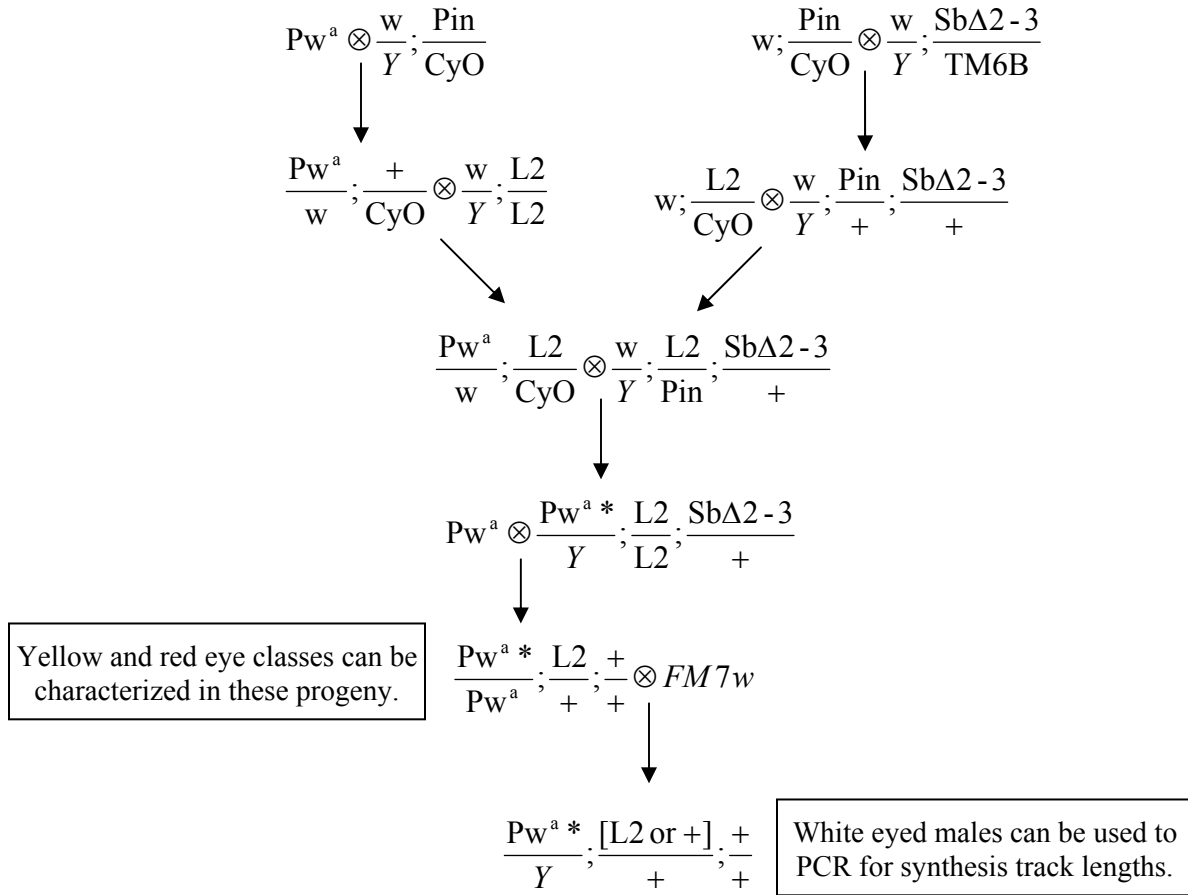 Pw^a ⊗ w/Y ; Pin/CyO
w; Pin/CyO ⊗ w/Y ; SbΔ2-3/TM6B
Pw^a/w ; +/CyO ⊗ w/Y ; L2/L2
w; L2/CyO ⊗ w/Y ; Pin/+ ; SbΔ2-3/+
Pw^a/w ; L2/CyO ⊗ w/Y ; L2/Pin ; SbΔ2-3/+
Pw^a ⊗ Pw^a */Y ; L2/L2 ; SbΔ2-3/+
Yellow and red eye classes can be
characterized in these progeny.
Pw^a */Pw^a ; L2/+ ; +/+ ⊗ FM7w
Pw^a */Y ; [L2 or +]/+ ; +/+
White eyed males can be used to
PCR for synthesis track lengths.